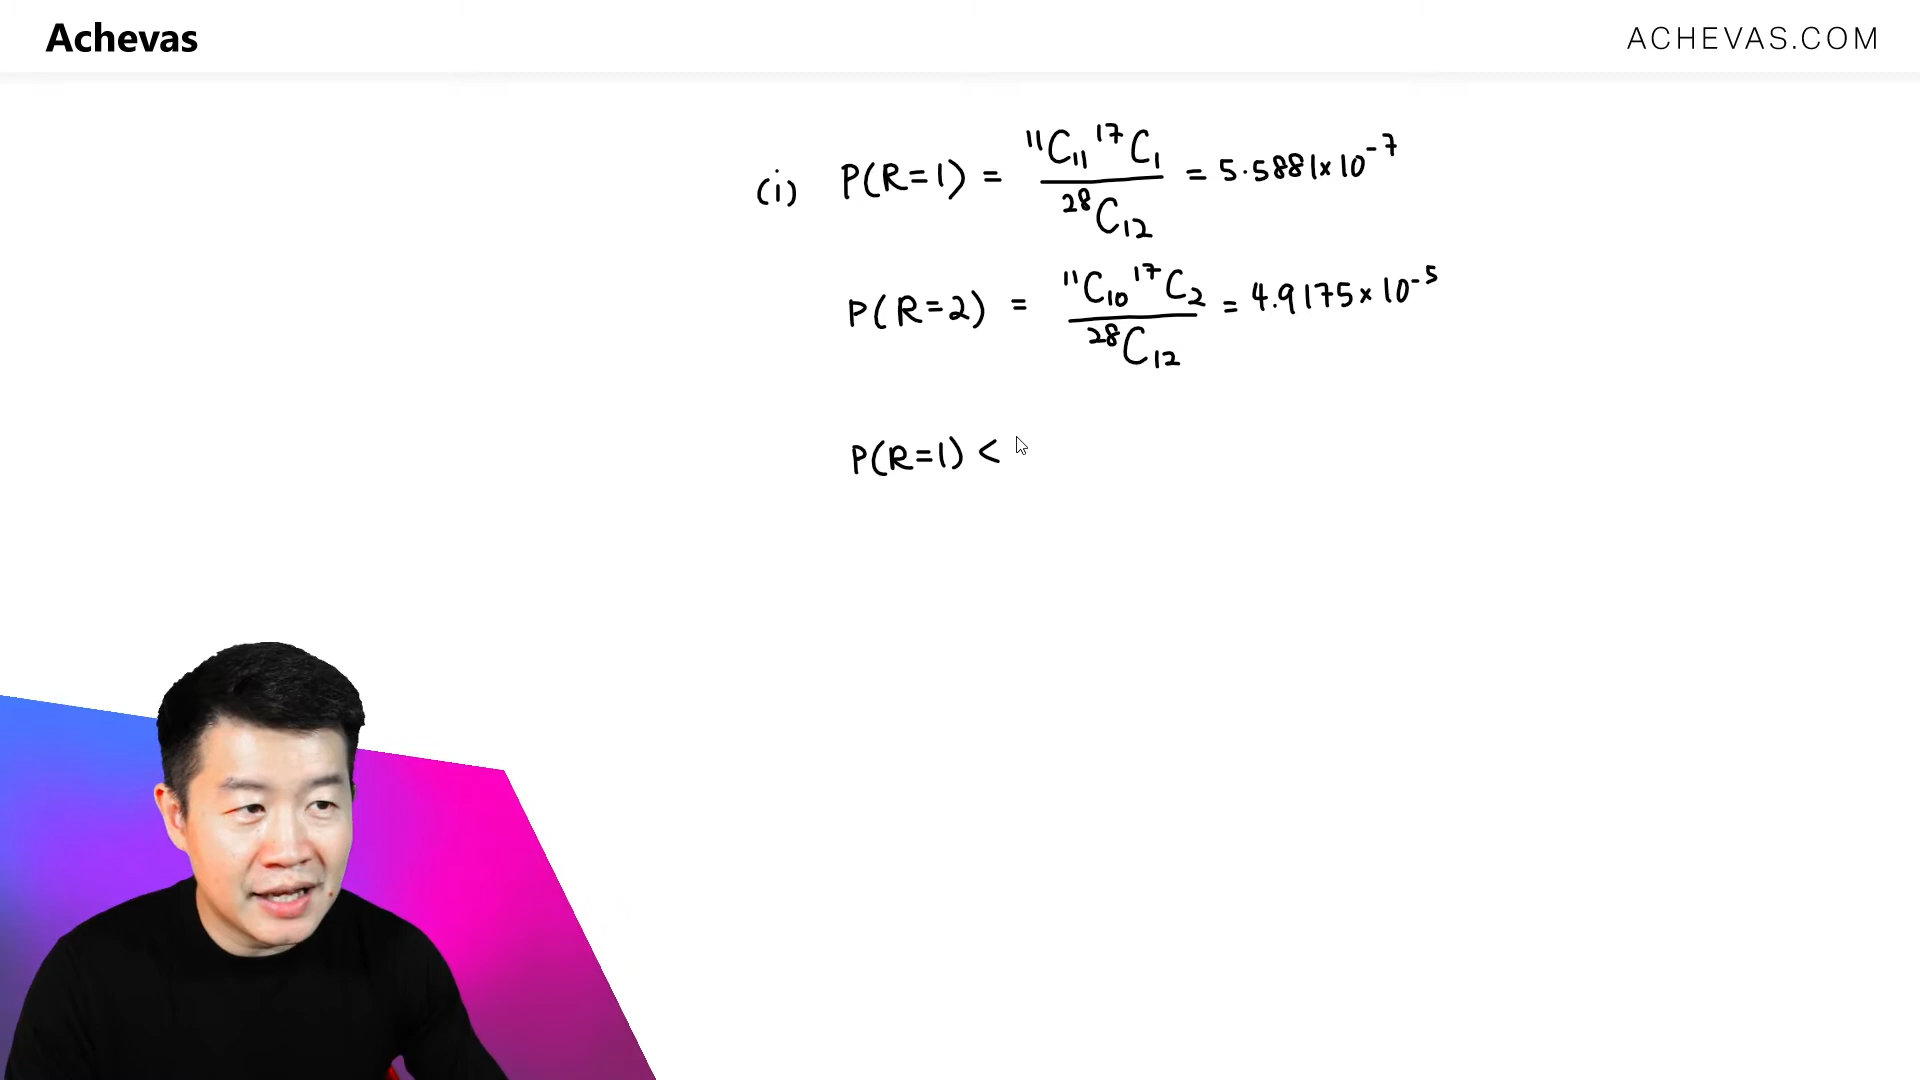 Achevas
ACHEVAS.COM
(i) P(R=1) = ¹¹C₁₁ ¹⁷C₁ / ²⁸C₁₂ = 5.5881×10⁻⁷
P(R=2) = ¹¹C₁₀ ¹⁷C₂ / ²⁸C₁₂ = 4.9175×10⁻⁵
P(R=1) <